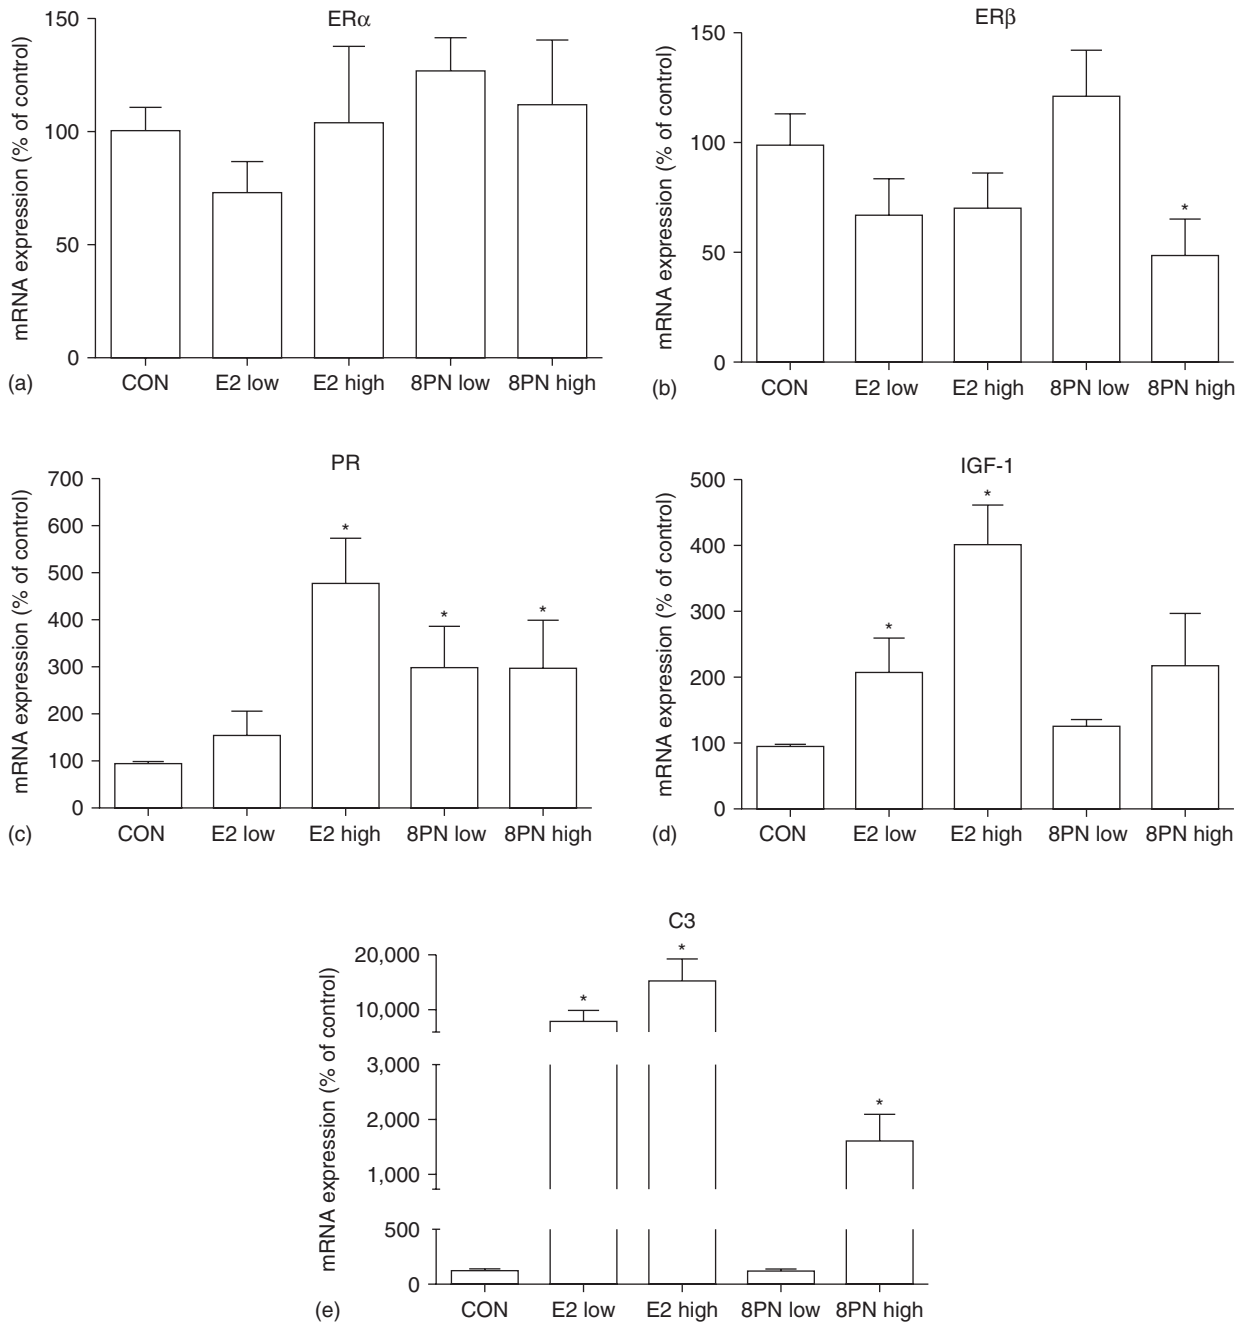 ERα
mRNA expression (% of control)
150
100
50
0
CON E2 low E2 high 8PN low 8PN high
(a)
ERβ
mRNA expression (% of control)
150
100
50
0
CON E2 low E2 high 8PN low 8PN high
*
(b)
PR
mRNA expression (% of control)
700
600
500
400
300
200
100
0
* * *
CON E2 low E2 high 8PN low 8PN high
(c)
IGF-1
mRNA expression (% of control)
500
400
300
200
100
0
* *
CON E2 low E2 high 8PN low 8PN high
(d)
C3
mRNA expression (% of control)
20,000
10,000
3,000
2,000
1,000
500
0
* * *
CON E2 low E2 high 8PN low 8PN high
(e)